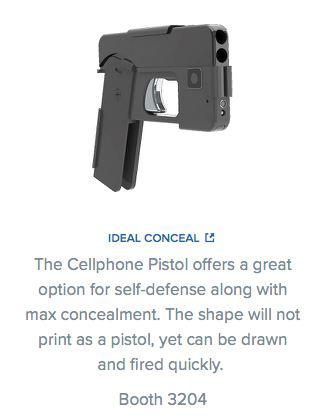 IDEAL CONCEAL
The Cellphone Pistol offers a great
option for self-defense along with
max concealment. The shape will not
print as a pistol, yet can be drawn
and fired quickly.
Booth 3204